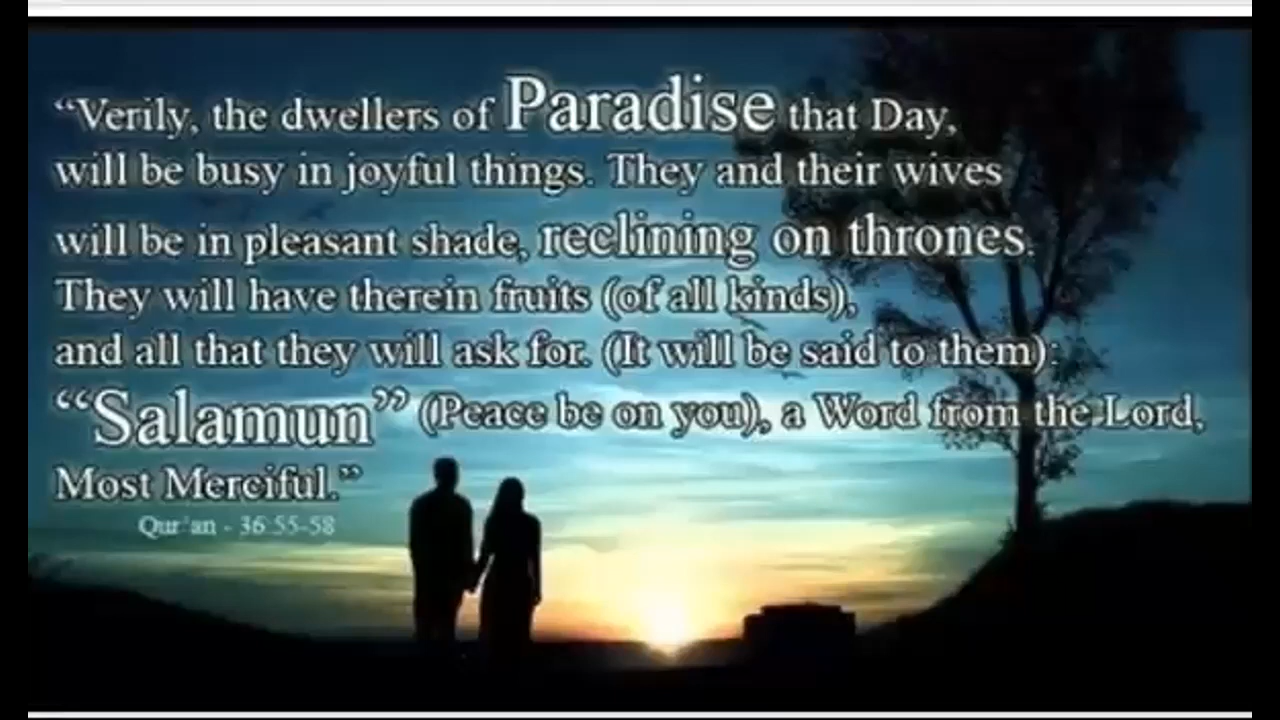 “Verily, the dwellers of Paradise that Day,
will be busy in joyful things. They and their wives
will be in pleasant shade, reclining on thrones.
They will have therein fruits (of all kinds),
and all that they will ask for. (It will be said to them):
“Salamun” (Peace be on you), a Word from the Lord,
Most Merciful.”
Qur'an - 36:55-58